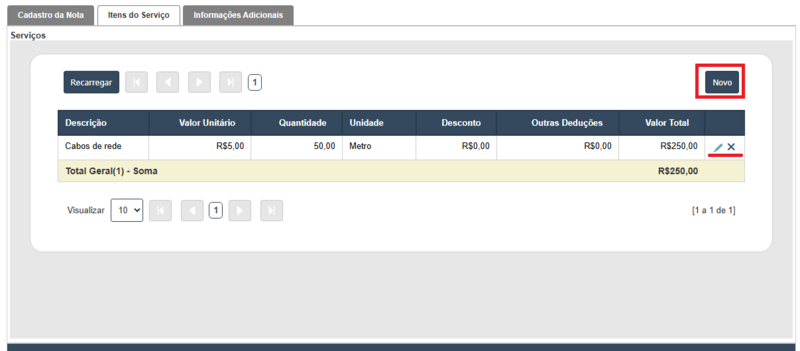 Cadastro da Nota Itens do Serviço Informações Adicionais
Serviços
Recarregar 1 Novo
Descrição Valor Unitário Quantidade Unidade Desconto Outras Deduções Valor Total
Cabos de rede R$5,00 50,00 Metro R$0,00 R$0,00 R$250,00
Total Geral(1) - Soma R$250,00
Visualizar 10 1 [1 a 1 de 1]